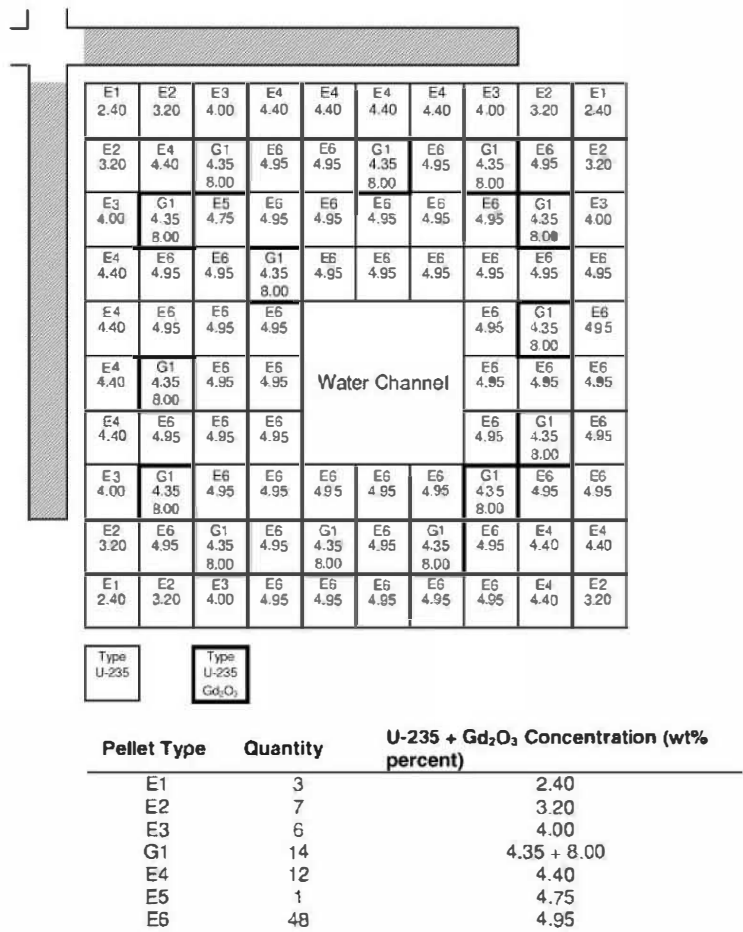 E1 E2 E3 E4 E4 E4 E4 E3 E2 E1
2.40 3.20 4.00 4.40 4.40 4.40 4.40 4.00 3.20 2.40
E2 E4 G1 E6 E6 G1 E6 G1 E6 E2
3.20 4.40 4.35 4.95 4.95 4.35 4.95 4.35 4.95 3.20
8.00 8.00 8.00
E3 G1 E5 E6 E6 E6 E6 E6 G1 E3
4.00 4.35 4.75 4.95 4.95 4.95 4.95 4.95 4.35 4.00
8.00 8.00
E4 E6 E6 G1 E6 E6 E6 E6 E6 E6
4.40 4.95 4.95 4.35 4.95 4.95 4.95 4.95 4.95 4.95
8.00
E4 E6 E6 E6 E6 G1 E6
4.40 4.95 4.95 4.95 4.95 4.35 4.95
8.00
E4 G1 E6 E6 Water Channel E6 E6 E6
4.40 4.35 4.95 4.95 4.95 4.95 4.95
8.00
E4 E6 E6 E6 E6 G1 E6
4.40 4.95 4.95 4.95 4.95 4.35 4.95
8.00
E3 G1 E6 E6 E6 E6 E6 G1 E6 E6
4.00 4.35 4.95 4.95 4.95 4.95 4.95 4.35 4.95 4.95
8.00 8.00
E2 E6 G1 E6 G1 E6 G1 E6 E4 E4
3.20 4.95 4.35 4.95 4.35 4.95 4.35 4.95 4.40 4.40
8.00 8.00 8.00
E1 E2 E3 E6 E6 E6 E6 E6 E4 E2
2.40 3.20 4.00 4.95 4.95 4.95 4.95 4.95 4.40 3.20
Type Type
U-235 U-235
Gd₂O₃
Pellet Type Quantity U-235 + Gd₂O₃ Concentration (wt%
percent)
E1 3 2.40
E2 7 3.20
E3 6 4.00
G1 14 4.35 + 8.00
E4 12 4.40
E5 1 4.75
E6 48 4.95